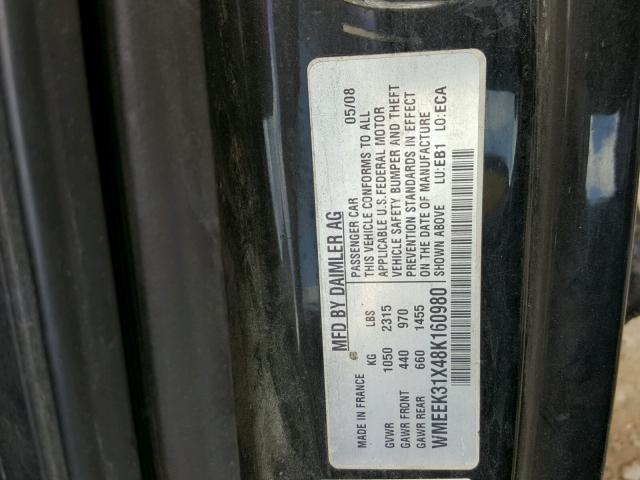 MFD BY DAIMLER AG
MADE IN FRANCE
KG LBS
GVWR 1050 2315
GAWR FRONT 440 970
GAWR REAR 660 1455
PASSENGER CAR 05/08
THIS VEHICLE CONFORMS TO ALL
APPLICABLE U.S.FEDERAL MOTOR
VEHICLE SAFETY BUMPER AND THEFT
PREVENTION STANDARDS IN EFFECT
ON THE DATE OF MANUFACTURE
SHOWN ABOVE LU:EB1 LO:ECA
WMEEK31X48K160980